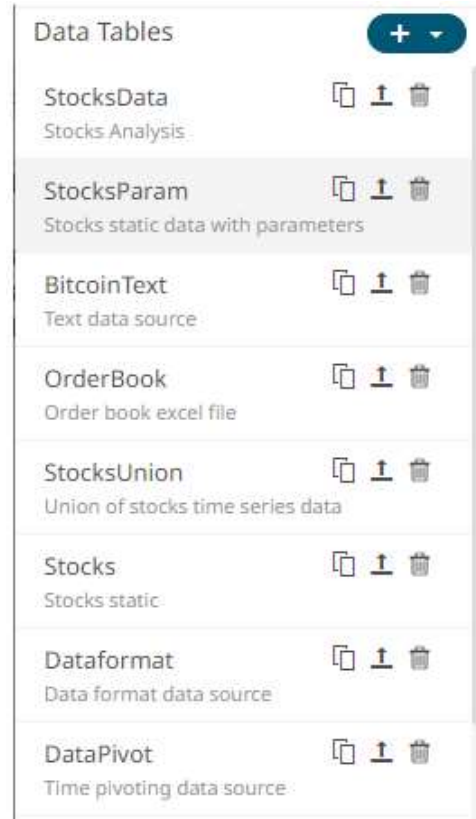 Data Tables
StocksData
Stocks Analysis
StocksParam
Stocks static data with parameters
BitcoinText
Text data source
OrderBook
Order book excel file
StocksUnion
Union of stocks time series data
Stocks
Stocks static
Dataformat
Data format data source
DataPivot
Time pivoting data source